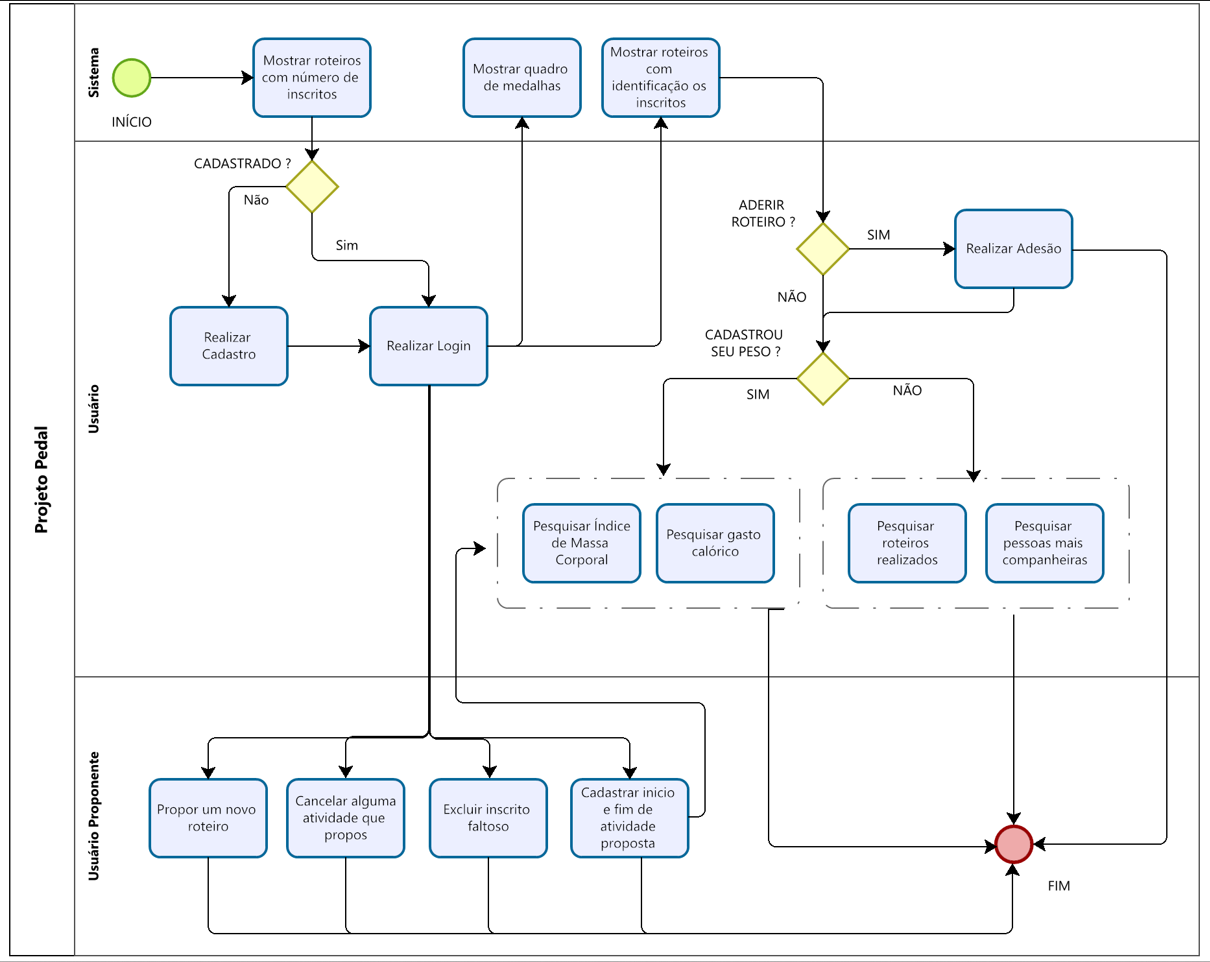 Projeto Pedal
Sistema
INÍCIO
Mostrar roteiros
com número de
inscritos
Mostrar quadro
de medalhas
Mostrar roteiros
com
identificação os
inscritos
Usuário
CADASTRADO ?
Não
Sim
Realizar
Cadastro
Realizar Login
ADERIR
ROTEIRO ?
SIM
Realizar Adesão
NÃO
CADASTROU
SEU PESO ?
SIM
NÃO
Pesquisar Índice
de Massa
Corporal
Pesquisar gasto
calórico
Pesquisar
roteiros
realizados
Pesquisar
pessoas mais
companheiras
Usuário Proponente
Propor um novo
roteiro
Cancelar alguma
atividade que
propos
Excluir inscrito
faltoso
Cadastrar inicio
e fim de
atividade
proposta
FIM